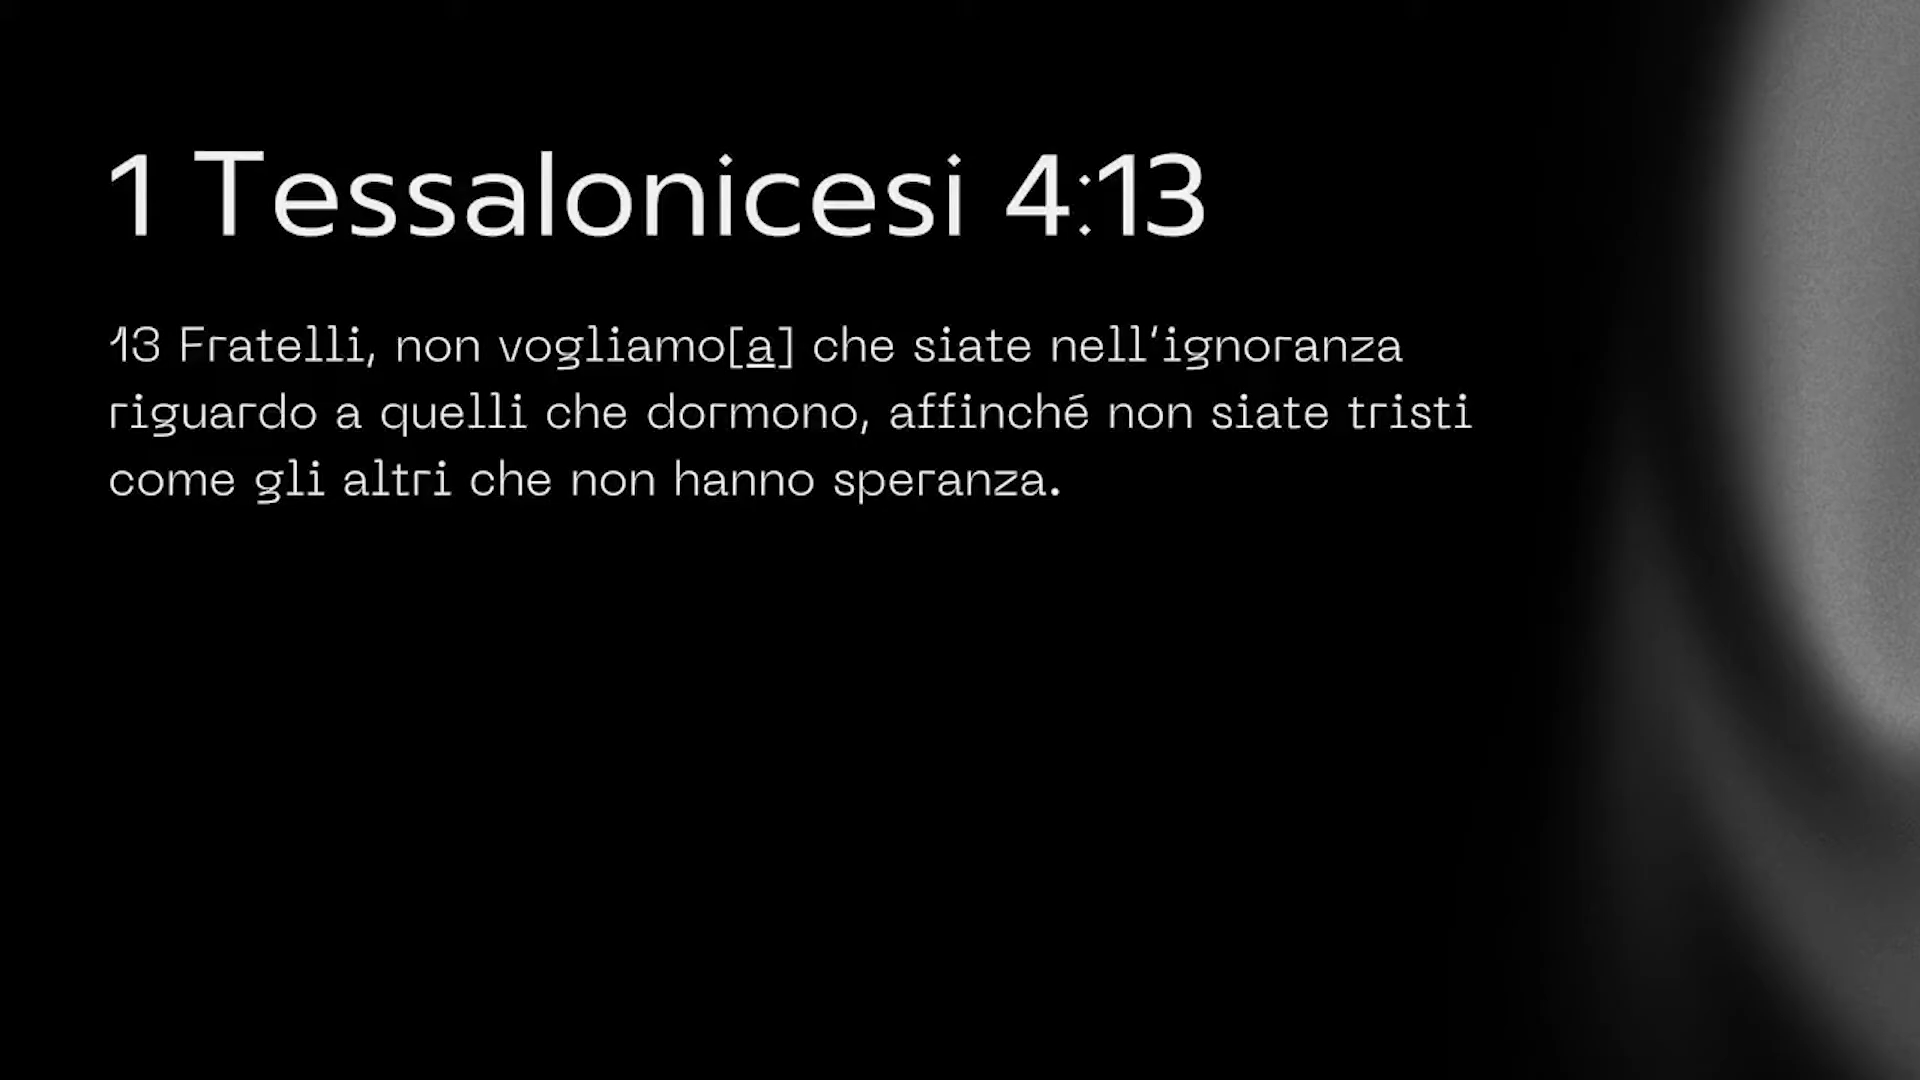 1 Tessalonicesi 4:13
13 Fratelli, non vogliamo[a] che siate nell'ignoranza
riguardo a quelli che dormono, affinché non siate tristi
come gli altri che non hanno speranza.